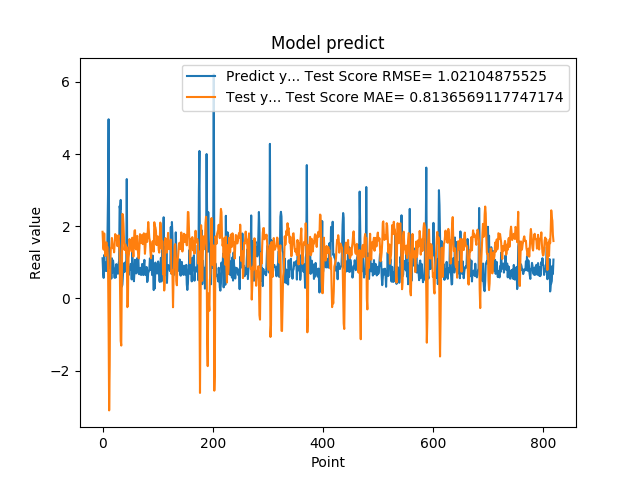 Model predict
Predict y... Test Score RMSE= 1.02104875525
Test y... Test Score MAE= 0.8136569117747174
Real value
6
4
2
0
−2
0 200 400 600 800
Point